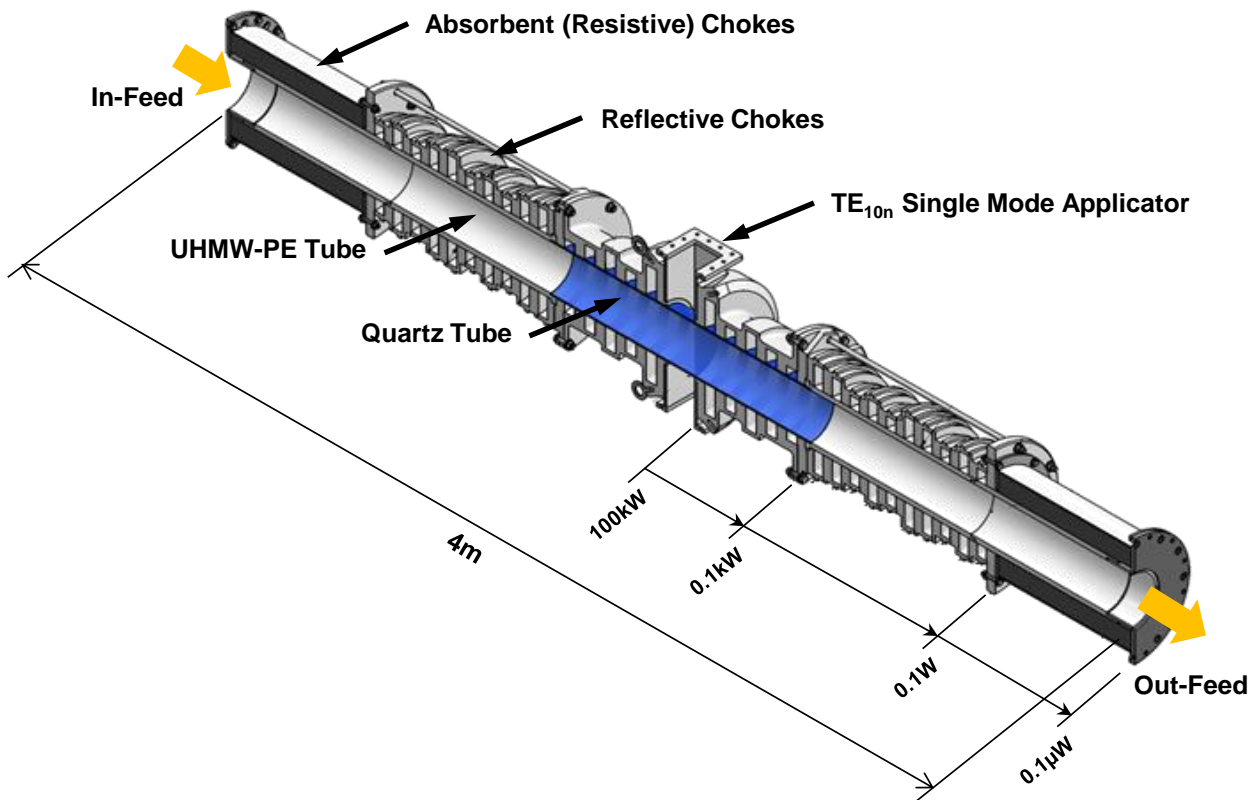 Absorbent (Resistive) Chokes
In-Feed
Reflective Chokes
TE₁₀ₙ Single Mode Applicator
UHMW-PE Tube
Quartz Tube
100kW
4m
0.1kW
0.1W
Out-Feed
0.1µW